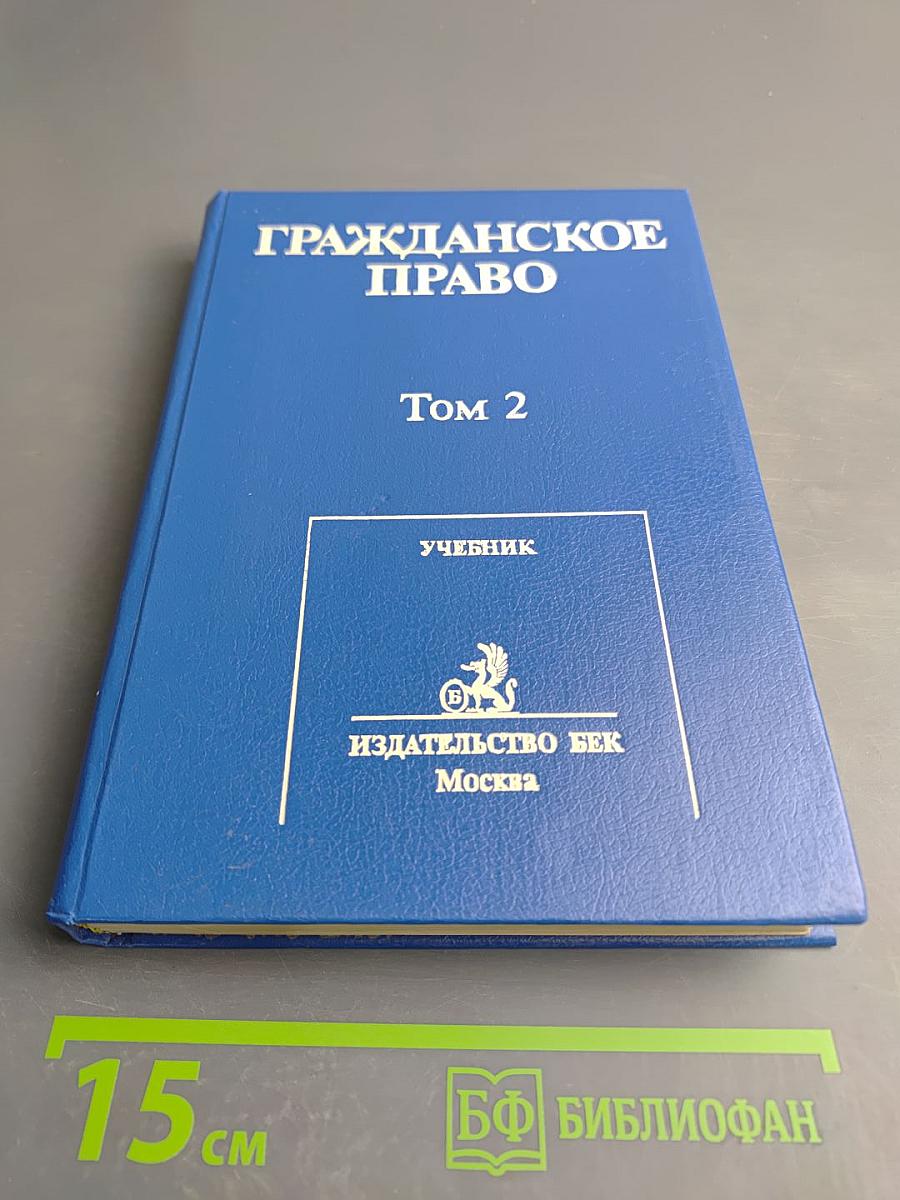 ГРАЖДАНСКОЕ
ПРАВО
Том 2
УЧЕБНИК
Б
ИЗДАТЕЛЬСТВО БЕК
Москва
15 см
БФ БИБЛИОФАН